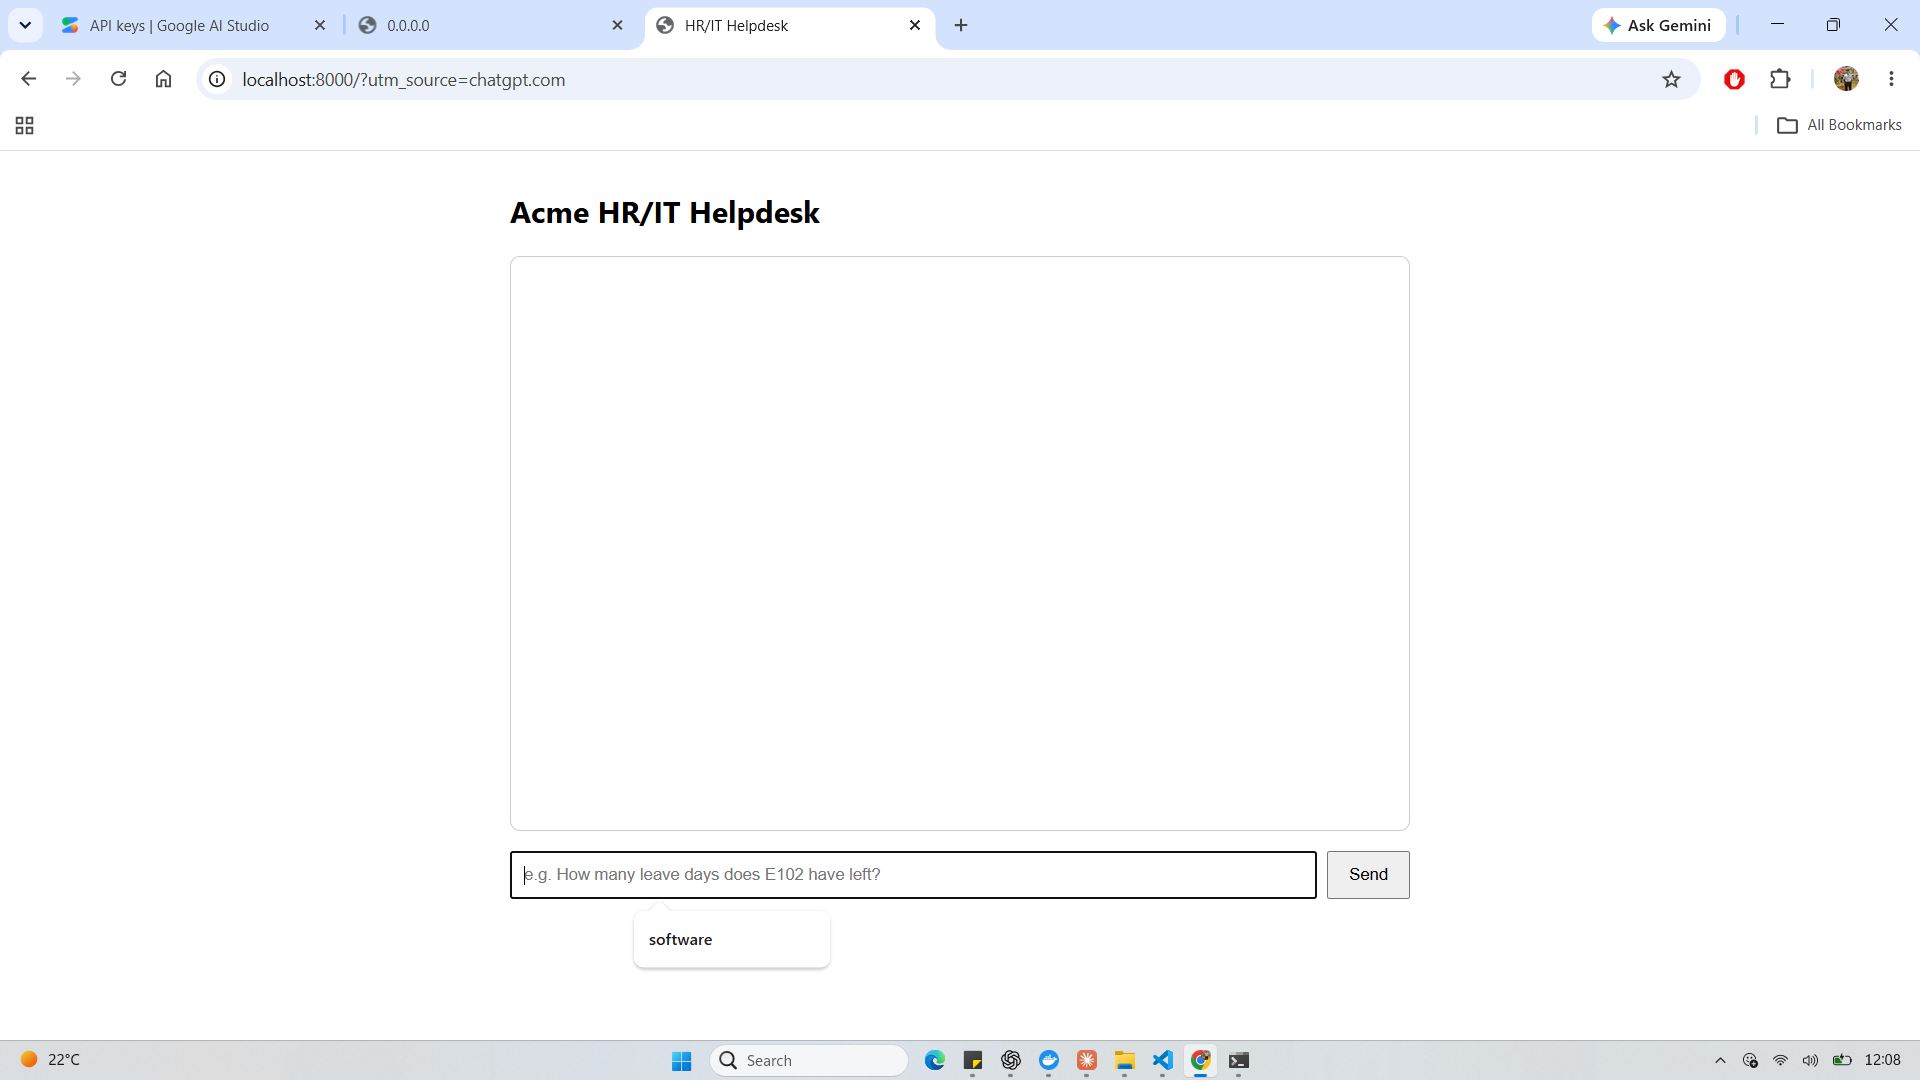 API keys | Google AI Studio
0.0.0.0
HR/IT Helpdesk
Ask Gemini
localhost:8000/?utm_source=chatgpt.com
All Bookmarks
Acme HR/IT Helpdesk
e.g. How many leave days does E102 have left?
Send
software
22°C
Search
12:08